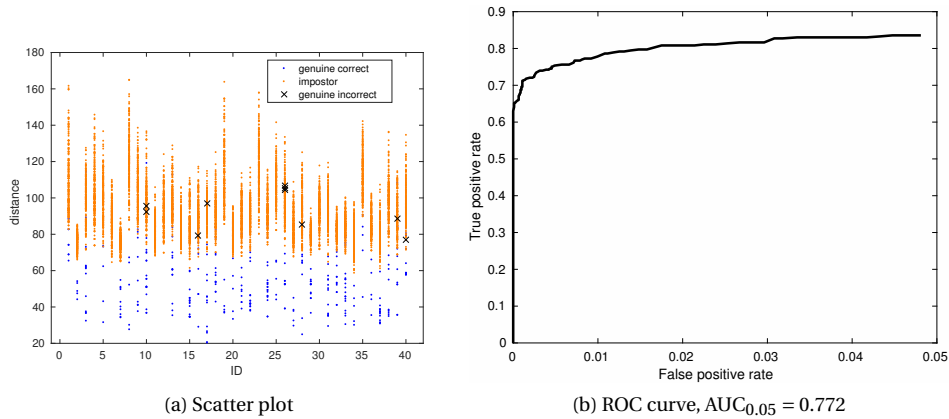 180
160
140
120
100
80
60
40
20
distance
0 5 10 15 20 25 30 35 40
ID
genuine correct
impostor
genuine incorrect
(a) Scatter plot
0.9
0.8
0.7
0.6
0.5
0.4
0.3
0.2
0.1
0
True positive rate
0 0.01 0.02 0.03 0.04 0.05
False positive rate
(b) ROC curve, AUC0.05 = 0.772